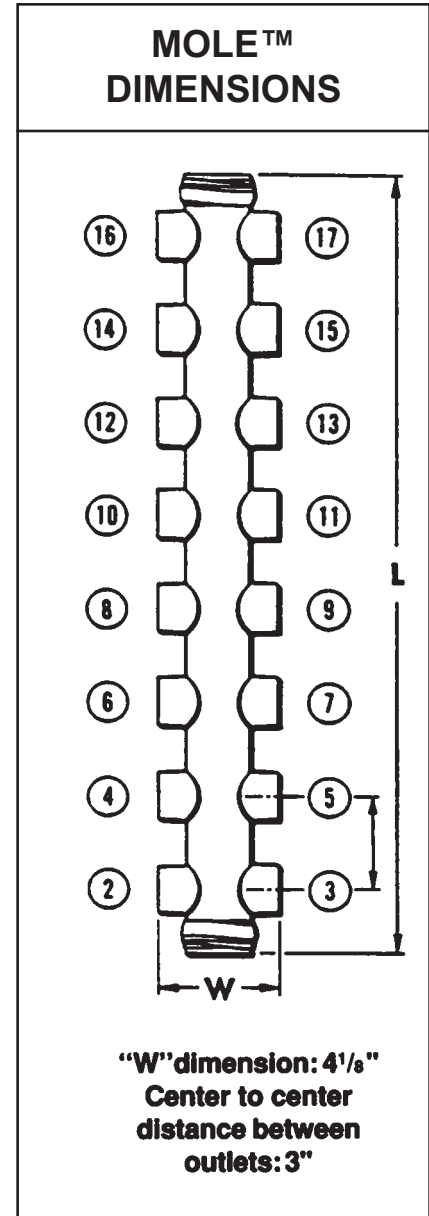 MOLE™
DIMENSIONS
16 17
14 15
12 13
10 11
L
8 9
6 7
4 5
2 3
W
“W” dimension: 4 1/8"
Center to center
distance between
outlets: 3"